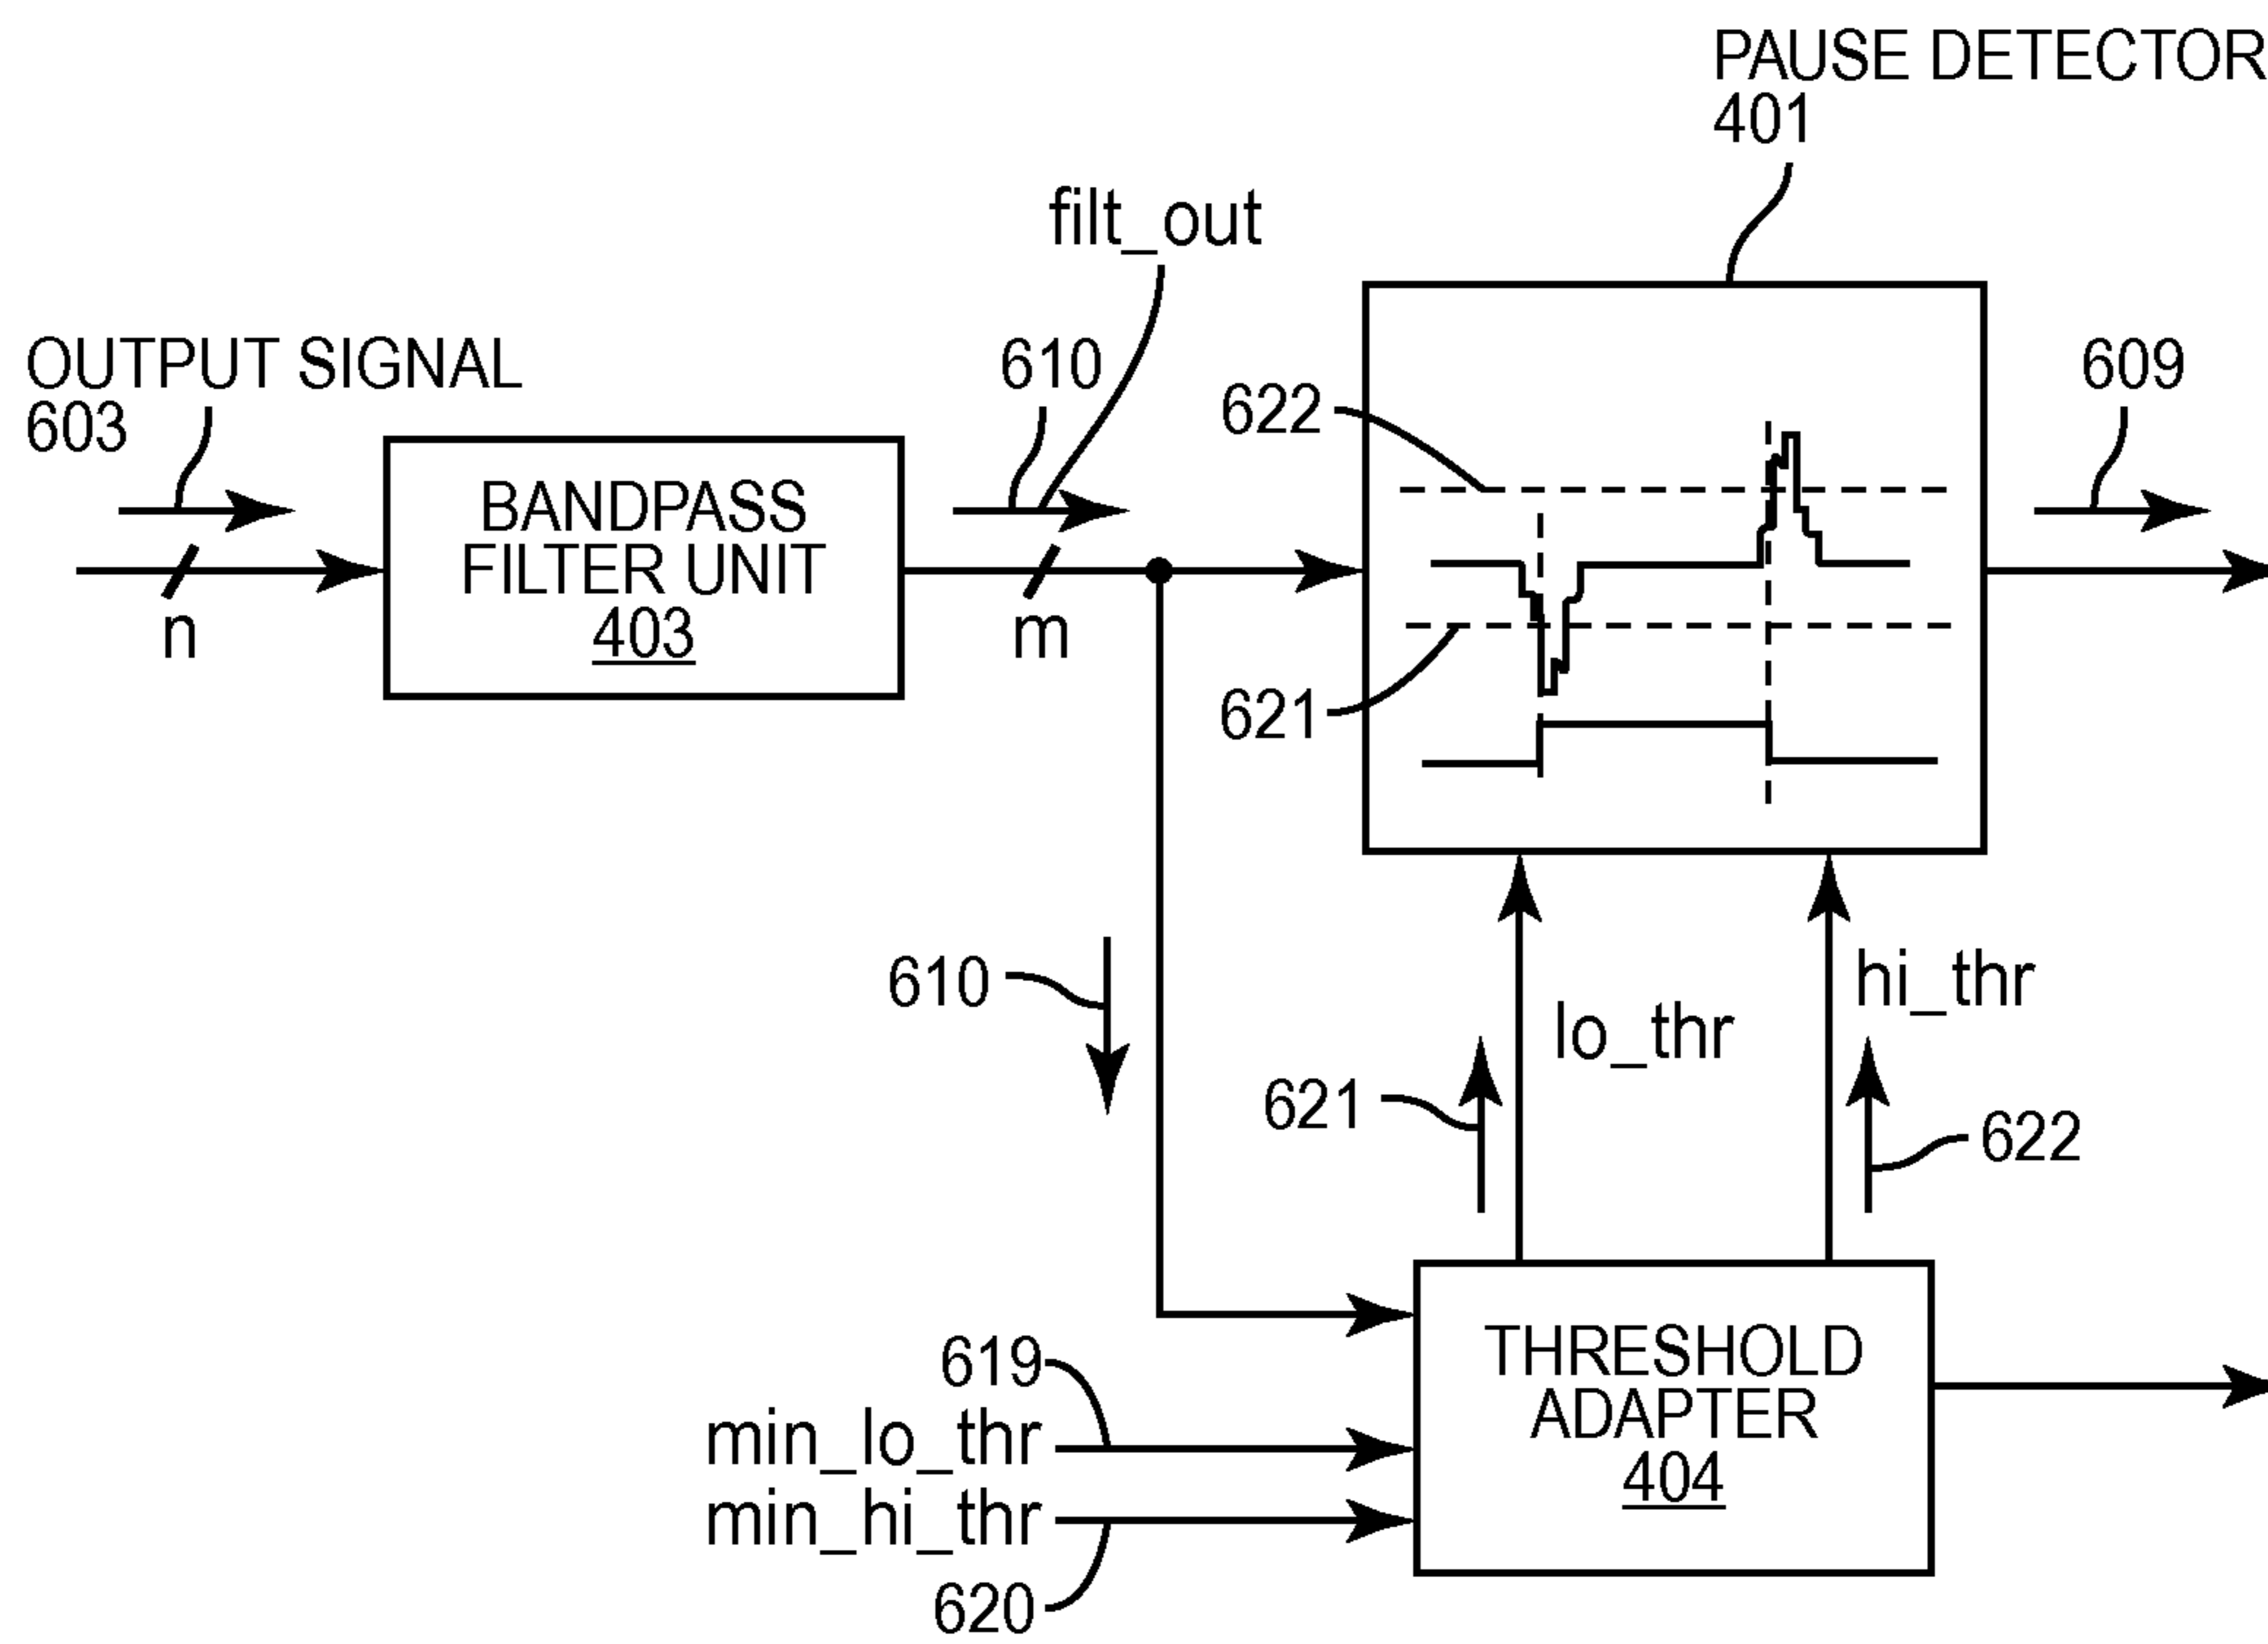 PAUSE DETECTOR
401
filt_out
OUTPUT SIGNAL
603
610
622
609
BANDPASS
FILTER UNIT
403
n
m
621
610
lo_thr
hi_thr
621
622
619
min_lo_thr
min_hi_thr
620
THRESHOLD
ADAPTER
404